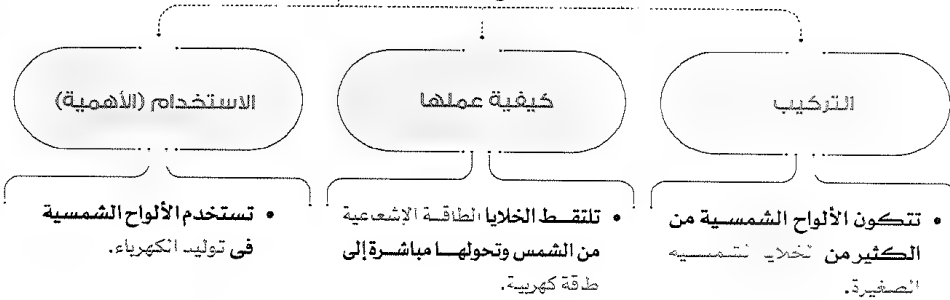 التركيب
تتكون الألواح الشمسية من
الكثير من الخلايا الشمسية
الصغيرة.
كيفية عملها
تلتقط الخلايا الطاقة الإشعاعية
من الشمس وتحولها مباشرة إلى
طاقة كهربية.
الاستخدام (الأهمية)
تستخدم الألواح الشمسية
فى توليد الكهرباء.